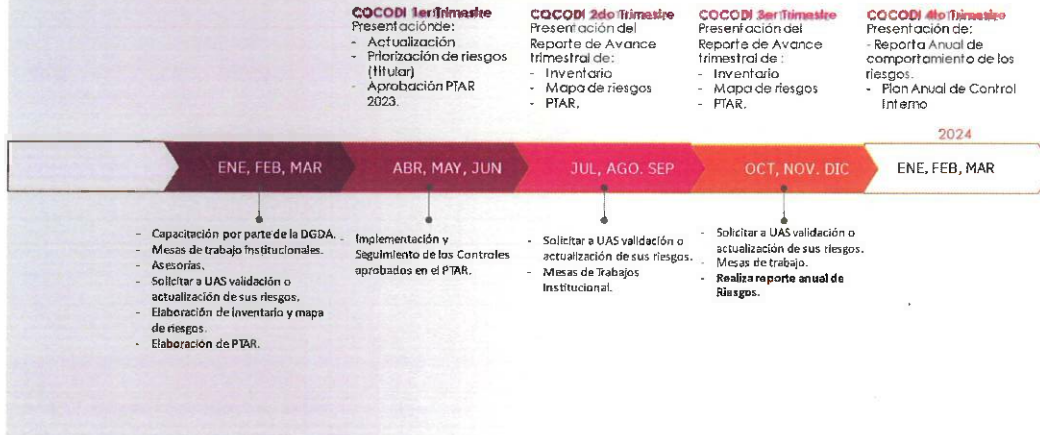 COCODI 1er Trimestre
Presentaciónde:
- Actualización
- Priorización de riesgos
(titular)
- Aprobación PTAR
2023.
COCODI 2do Trimestre
Presentación del
Reporte de Avance
trimestral de :
- Inventario
- Mapa de riesgos
- PTAR.
COCODI 3er Trimestre
Presentación del
Reporte de Avance
trimestral de :
- Inventario
- Mapa de riesgos
- PTAR.
COCODI 4to Trimestre
Presentación de:
- Reporta Anual de
comportamiento de los
riesgos.
- Plan Anual de Control
Interno
2024
ENE, FEB, MAR
ABR, MAY, JUN
JUL, AGO. SEP
OCT, NOV. DIC
ENE, FEB, MAR
- Capacitación por parte de la DGDA.
- Mesas de trabajo Institucionales.
- Asesorías.
- Solicitar a UAS validación o
actualización de sus riesgos.
- Elaboración de Inventario y mapa
de riesgos.
- Elaboración de PTAR.
- Implementación y
Seguimiento de los Controles
aprobados en el PTAR.
- Solicitar a UAS validación o
actualización de sus riesgos.
- Mesas de Trabajos
Institucional.
- Solicitar a UAS validación o
actualización de sus riesgos.
- Mesas de trabajo.
- Realiza reporte anual de
Riesgos.